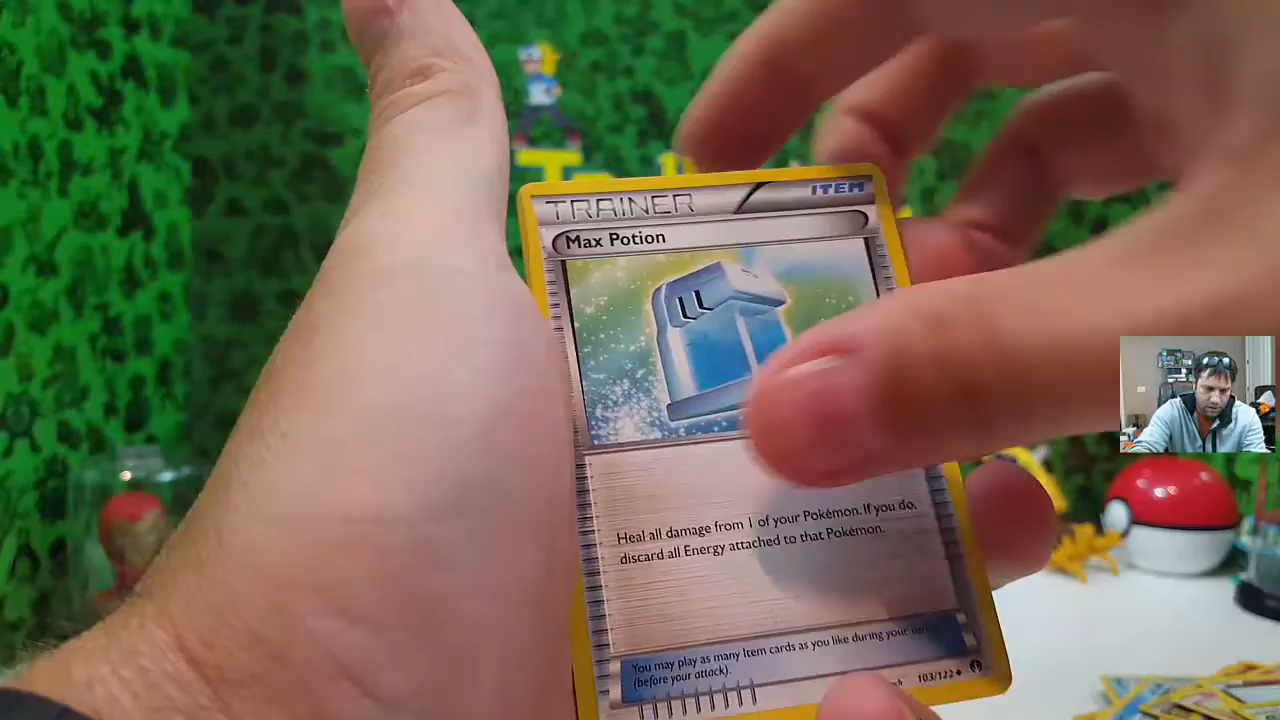 TRAINER
ITEM
Max Potion
Heal all damage from 1 of your Pokémon. If you do,
discard all Energy attached to that Pokémon.
You may play as many Item cards as you like during your
(before your attack).
103/122